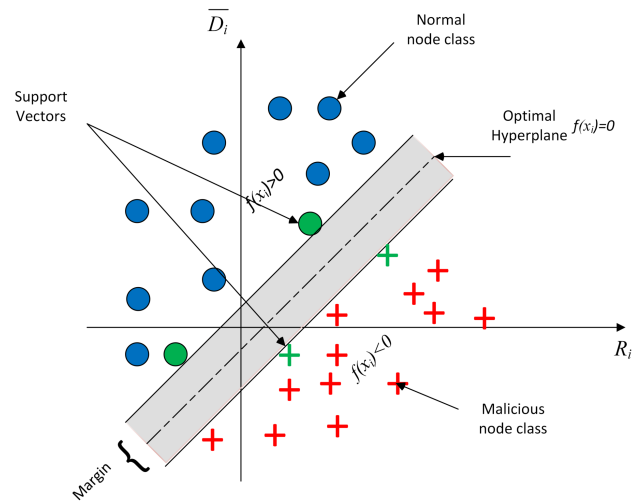 D̅i̅
Normal
node class
Support
Vectors
Optimal
Hyperplane f(xi)=0
f(xi)>0
f(xi)<0
Ri
Malicious
node class
Margin